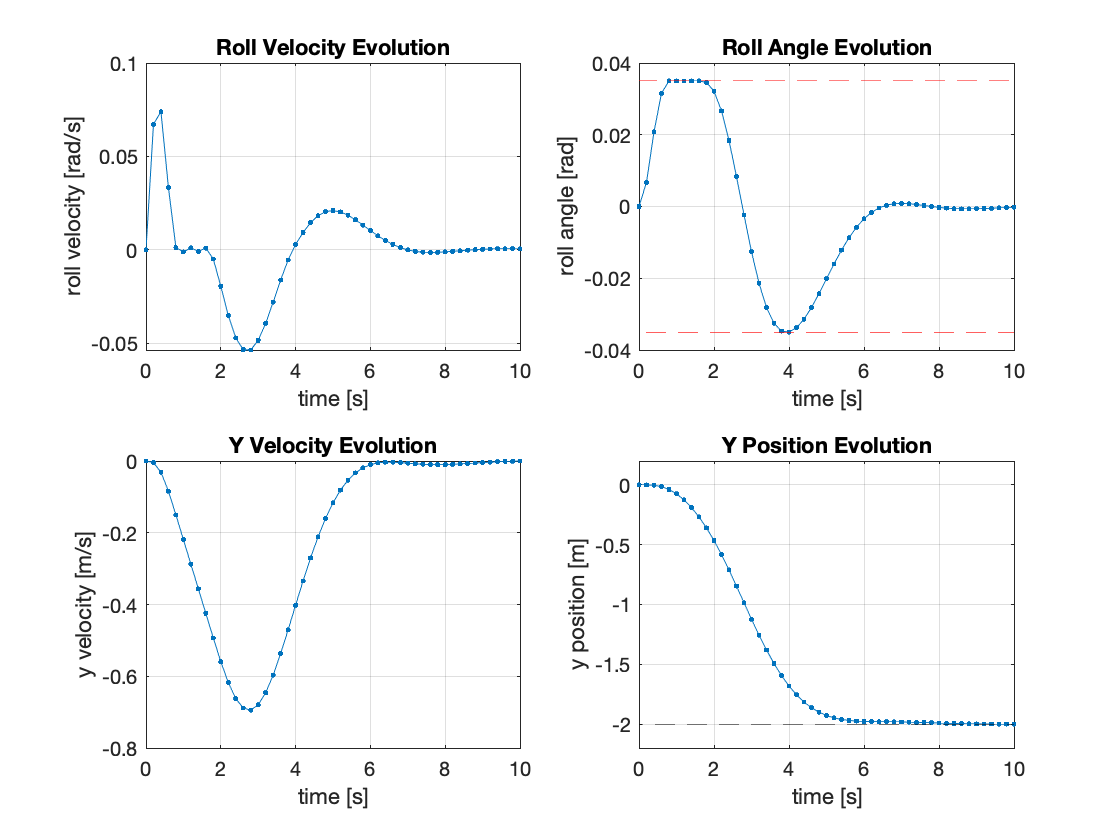 Roll Velocity Evolution
roll velocity [rad/s]
0.1
0.05
0
-0.05
0 2 4 6 8 10
time [s]
Roll Angle Evolution
roll angle [rad]
0.04
0.02
0
-0.02
-0.04
0 2 4 6 8 10
time [s]
Y Velocity Evolution
y velocity [m/s]
0
-0.2
-0.4
-0.6
-0.8
0 2 4 6 8 10
time [s]
Y Position Evolution
y position [m]
0
-0.5
-1
-1.5
-2
0 2 4 6 8 10
time [s]